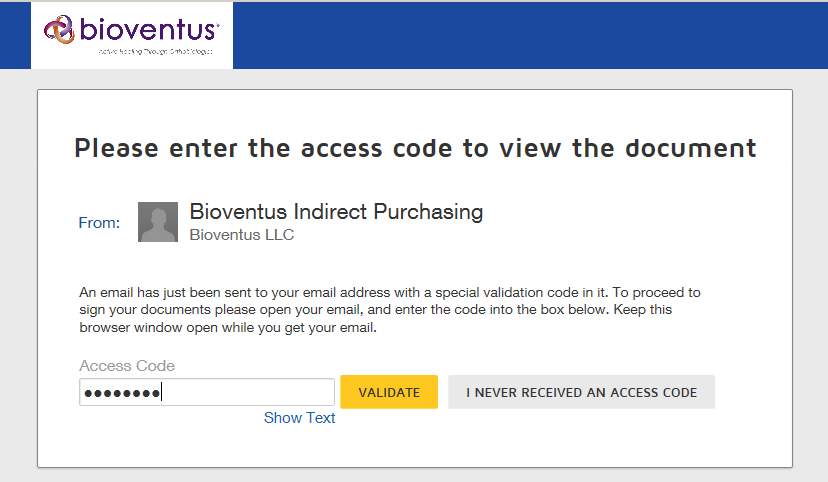 bioventus
Active Healing Through Orthobiologics
Please enter the access code to view the document
From:
Bioventus Indirect Purchasing
Bioventus LLC
An email has just been sent to your email address with a special validation code in it. To proceed to
sign your documents please open your email, and enter the code into the box below. Keep this
browser window open while you get your email.
Access Code
●●●●●●●●
VALIDATE
I NEVER RECEIVED AN ACCESS CODE
Show Text